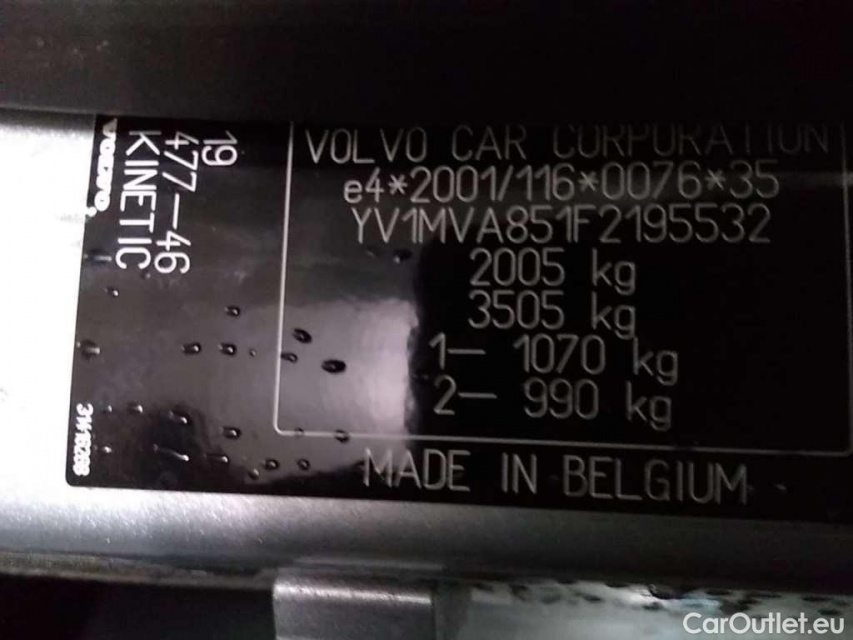 VOLVO CAR CORPORATION
e4*2001/116*0076*35
YV1MVA851F2195532
2005 kg
3505 kg
1— 1070 kg
2— 990 kg
MADE IN BELGIUM
19
477—46
KINETIC
VOLVO
CarOutlet.eu